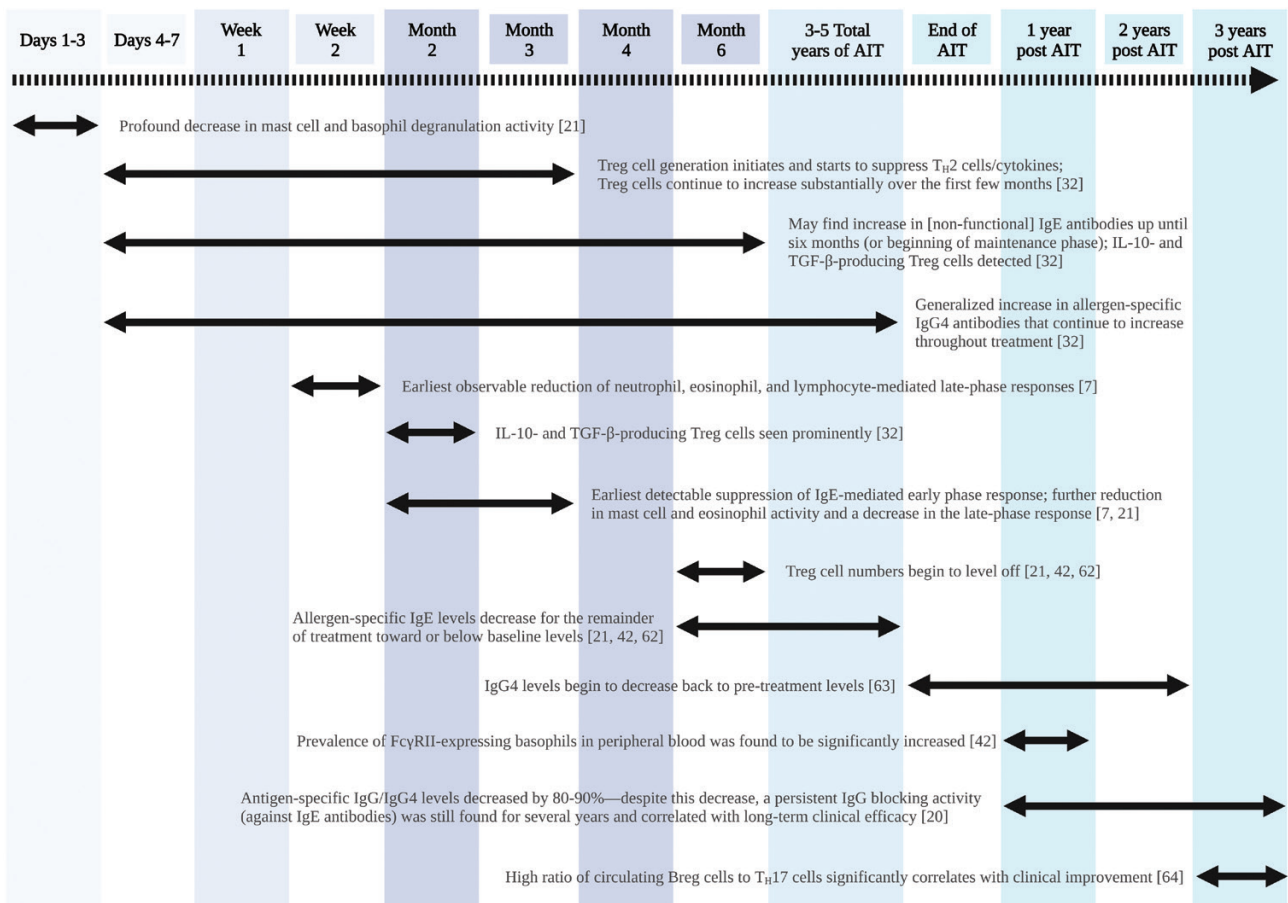 Days 1-3
Days 4-7
Week
1
Week
2
Month
2
Month
3
Month
4
Month
6
3-5 Total
years of AIT
End of
AIT
1 year
post AIT
2 years
post AIT
3 years
post AIT
Profound decrease in mast cell and basophil degranulation activity [21]
Treg cell generation initiates and starts to suppress TH2 cells/cytokines;
Treg cells continue to increase substantially over the first few months [32]
May find increase in [non-functional] IgE antibodies up until
six months (or beginning of maintenance phase); IL-10- and
TGF-β-producing Treg cells detected [32]
Generalized increase in allergen-specific
IgG4 antibodies that continue to increase
throughout treatment [32]
Earliest observable reduction of neutrophil, eosinophil, and lymphocyte-mediated late-phase responses [7]
IL-10- and TGF-β-producing Treg cells seen prominently [32]
Earliest detectable suppression of IgE-mediated early phase response; further reduction
in mast cell and eosinophil activity and a decrease in the late-phase response [7, 21]
Treg cell numbers begin to level off [21, 42, 62]
Allergen-specific IgE levels decrease for the remainder
of treatment toward or below baseline levels [21, 42, 62]
IgG4 levels begin to decrease back to pre-treatment levels [63]
Prevalence of FcγRII-expressing basophils in peripheral blood was found to be significantly increased [42]
Antigen-specific IgG/IgG4 levels decreased by 80-90%—despite this decrease, a persistent IgG blocking activity
(against IgE antibodies) was still found for several years and correlated with long-term clinical efficacy [20]
High ratio of circulating Breg cells to TH17 cells significantly correlates with clinical improvement [64]